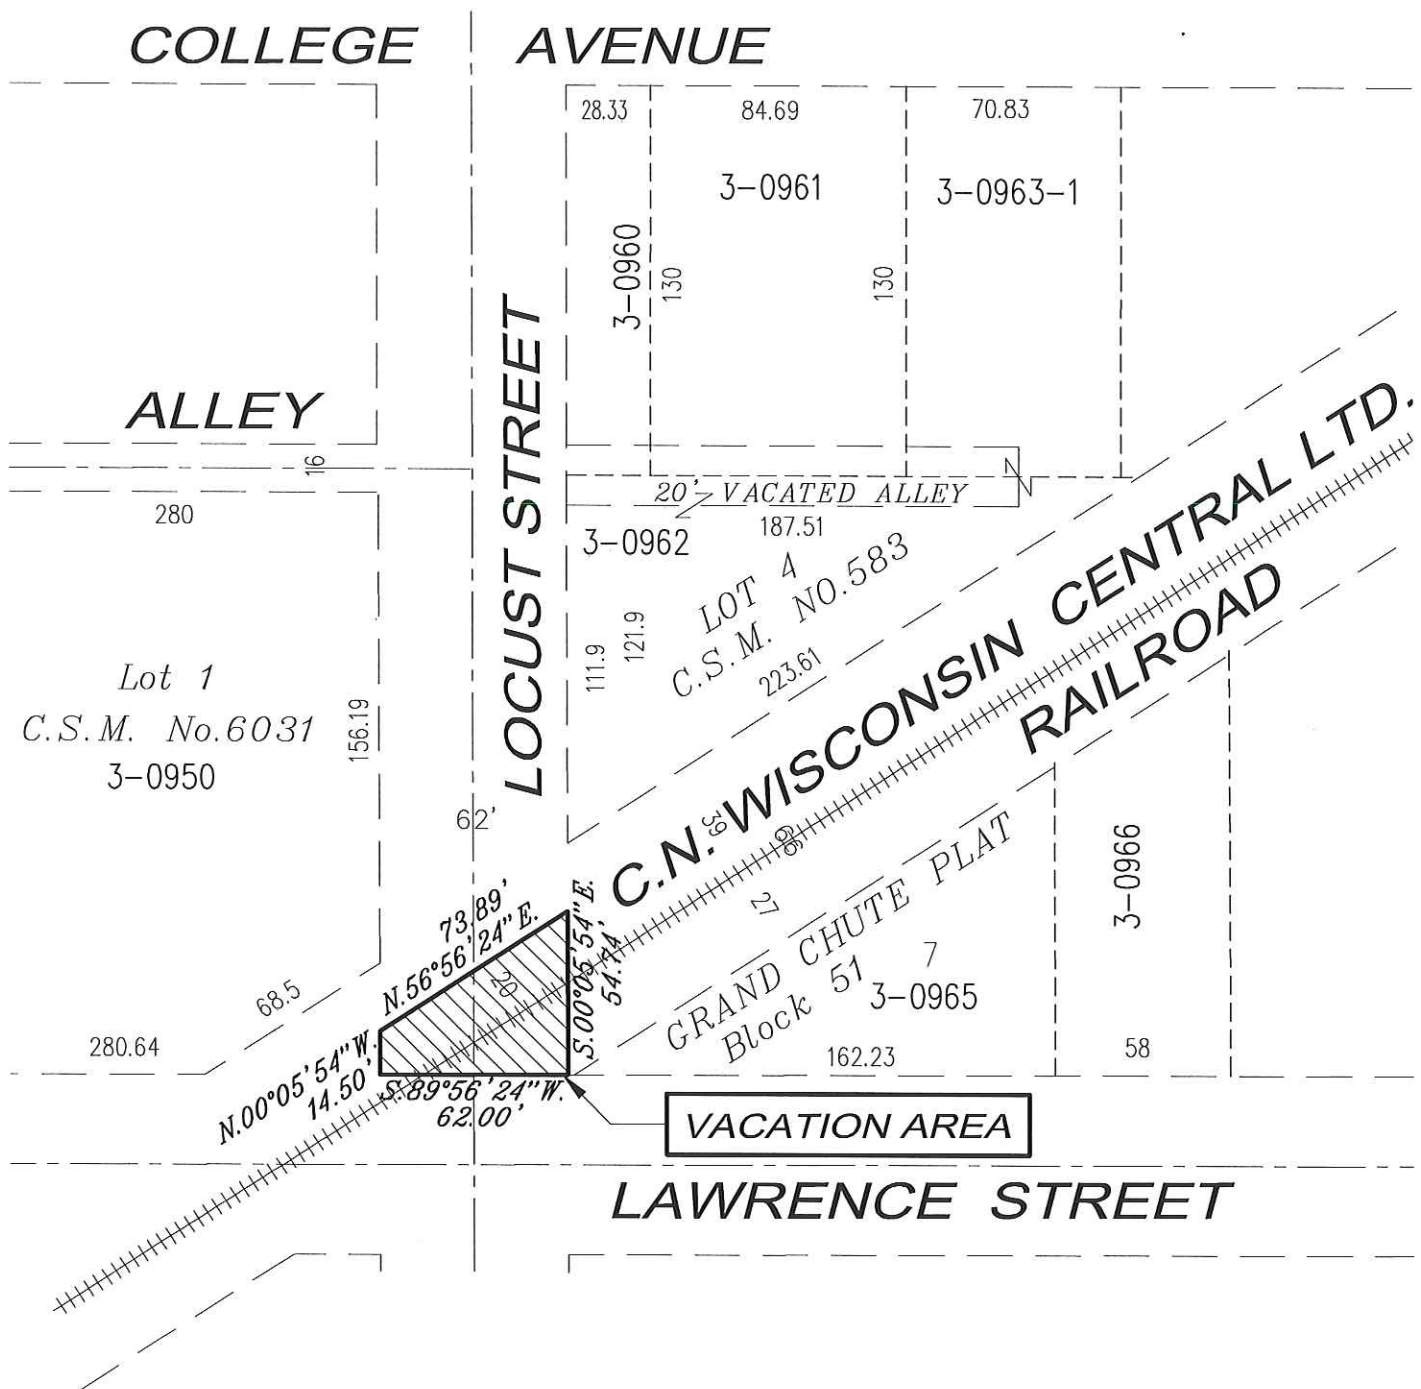 COLLEGE AVENUE
28.33
84.69
70.83
3-0961
3-0963-1
3-0960
130
130
LOCUST STREET
ALLEY
16
280
20' VACATED ALLEY
187.51
3-0962
LOT 4
C.S.M. NO.583
111.9
121.9
223.61
C.N. WISCONSIN CENTRAL LTD.
RAILROAD
Lot 1
C.S.M. No.6031
3-0950
156.19
62'
39
66
27
GRAND CHUTE PLAT
Block 51
7
3-0965
3-0966
73.89'
N.56°56'24"E.
20
S.00°05'54"E.
54.74'
68.5
280.64
N.00°05'54"W.
14.50'
S.89°56'24"W.
62.00'
162.23
58
VACATION AREA
LAWRENCE STREET